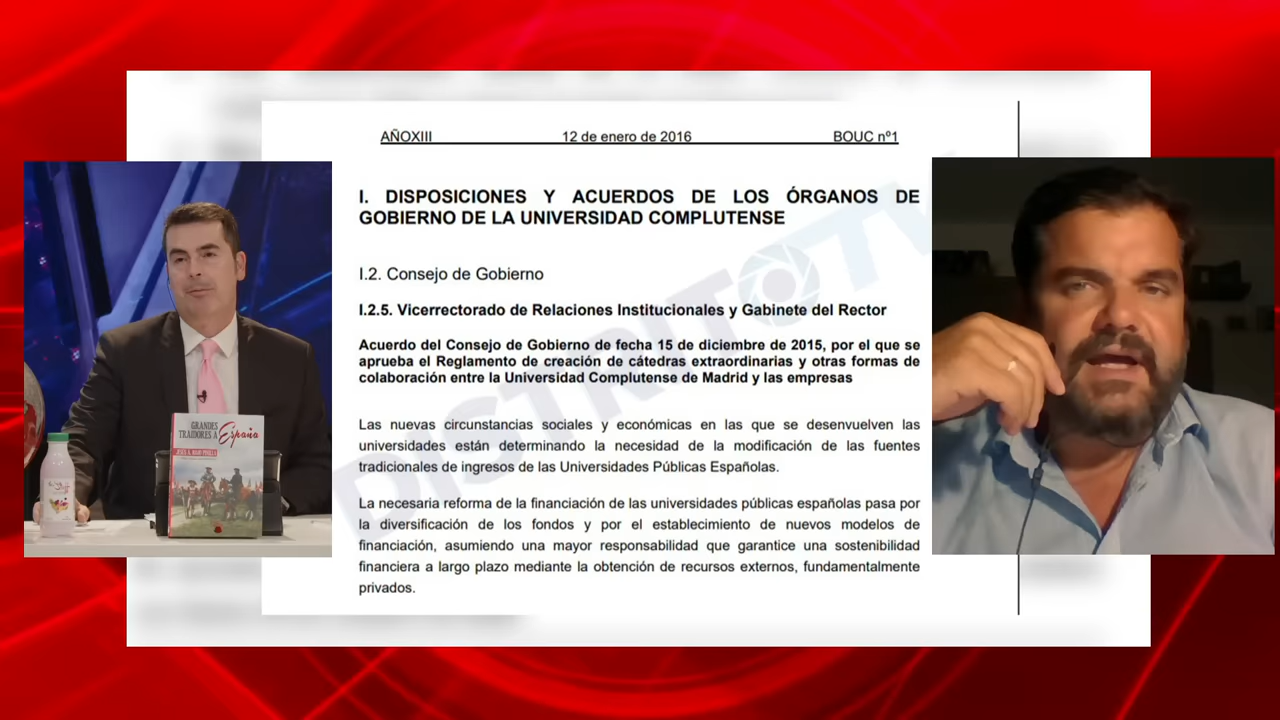 AÑOXIII 12 de enero de 2016 BOUC nº1
I. DISPOSICIONES Y ACUERDOS DE LOS ÓRGANOS DE
GOBIERNO DE LA UNIVERSIDAD COMPLUTENSE
I.2. Consejo de Gobierno
I.2.5. Vicerrectorado de Relaciones Institucionales y Gabinete del Rector
Acuerdo del Consejo de Gobierno de fecha 15 de diciembre de 2015, por el que se
aprueba el Reglamento de creación de cátedras extraordinarias y otras formas de
colaboración entre la Universidad Complutense de Madrid y las empresas
Las nuevas circunstancias sociales y económicas en las que se desenvuelven las
universidades están determinando la necesidad de la modificación de las fuentes
tradicionales de ingresos de las Universidades Públicas Españolas.
La necesaria reforma de la financiación de las universidades públicas españolas pasa por
la diversificación de los fondos y por el establecimiento de nuevos modelos de
financiación, asumiendo una mayor responsabilidad que garantice una sostenibilidad
financiera a largo plazo mediante la obtención de recursos externos, fundamentalmente
privados.
DISTRITOTV
GRANDES
TRAIDORES A España